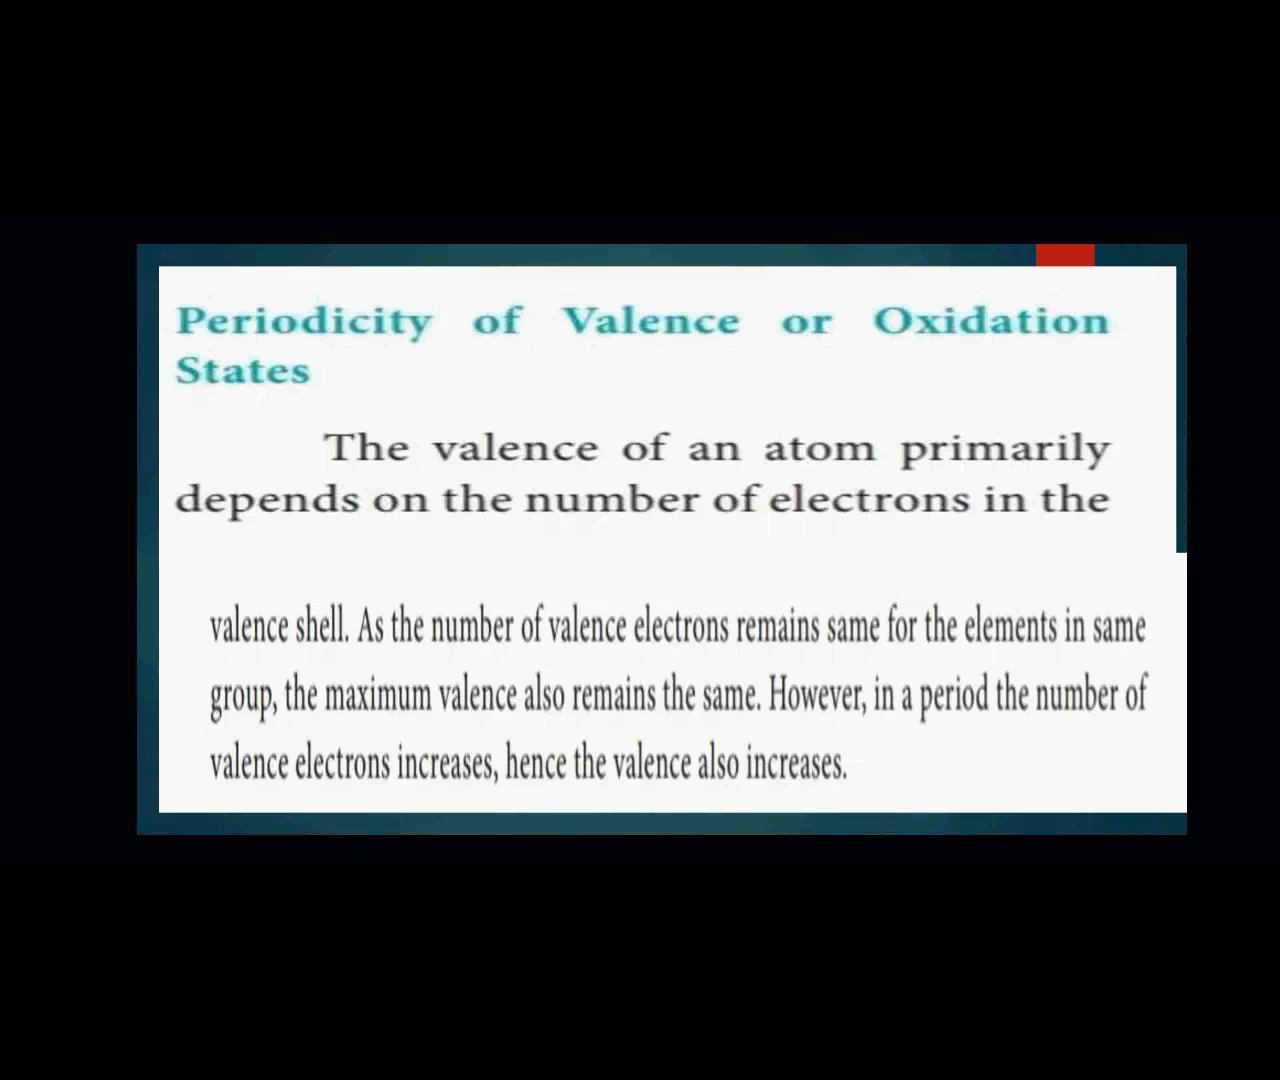 Periodicity of Valence or Oxidation
States
The valence of an atom primarily
depends on the number of electrons in the
valence shell. As the number of valence electrons remains same for the elements in same
group, the maximum valence also remains the same. However, in a period the number of
valence electrons increases, hence the valence also increases.